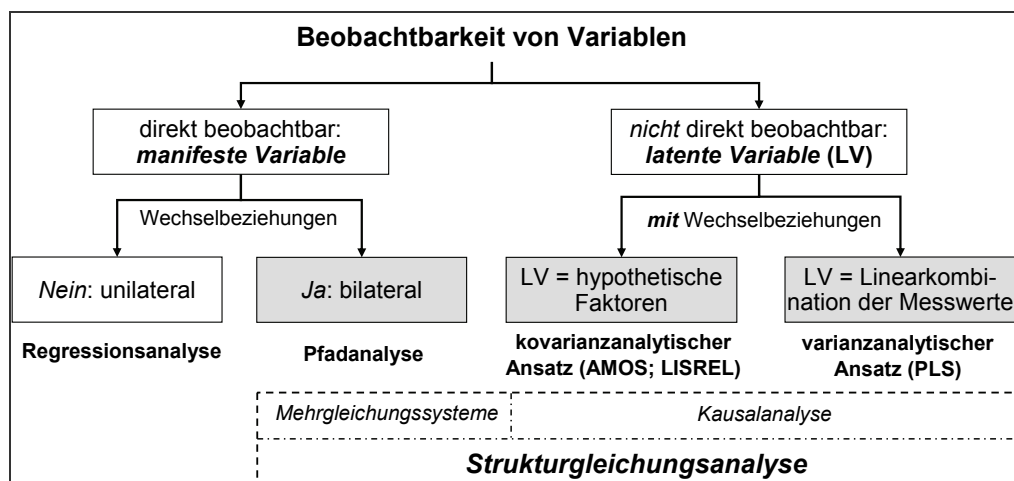 Beobachtbarkeit von Variablen
direkt beobachtbar:
manifeste Variable
nicht direkt beobachtbar:
latente Variable (LV)
Wechselbeziehungen
mit Wechselbeziehungen
Nein: unilateral
Ja: bilateral
LV = hypothetische
Faktoren
LV = Linearkombi-
nation der Messwerte
Regressionsanalyse
Pfadanalyse
kovarianzanalytischer
Ansatz (AMOS; LISREL)
varianzanalytischer
Ansatz (PLS)
Mehrgleichungssysteme
Kausalanalyse
Strukturgleichungsanalyse